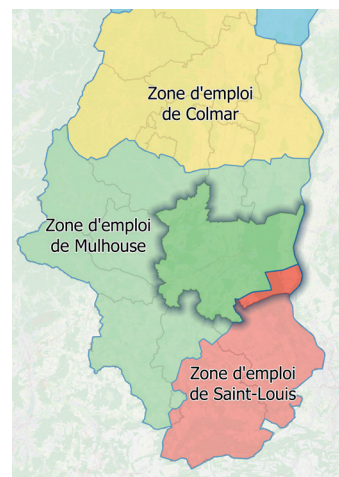 Zone d'emploi
de Colmar
Zone d'emploi
de Mulhouse
Zone d'emploi
de Saint-Louis